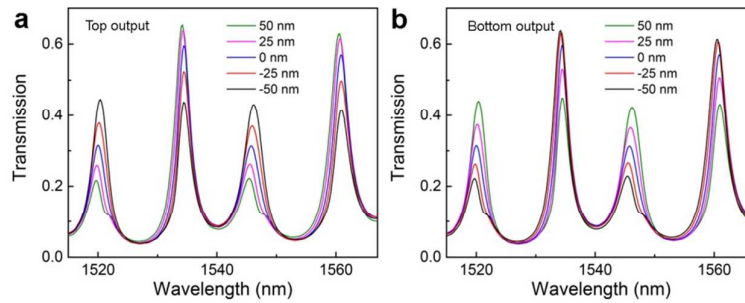 a
Top output
50 nm
25 nm
0 nm
-25 nm
-50 nm
Transmission
0.6
0.4
0.2
0.0
1520
1540
1560
Wavelength (nm)
b
Bottom output
50 nm
25 nm
0 nm
-25 nm
-50 nm
Transmission
0.6
0.4
0.2
0.0
1520
1540
1560
Wavelength (nm)